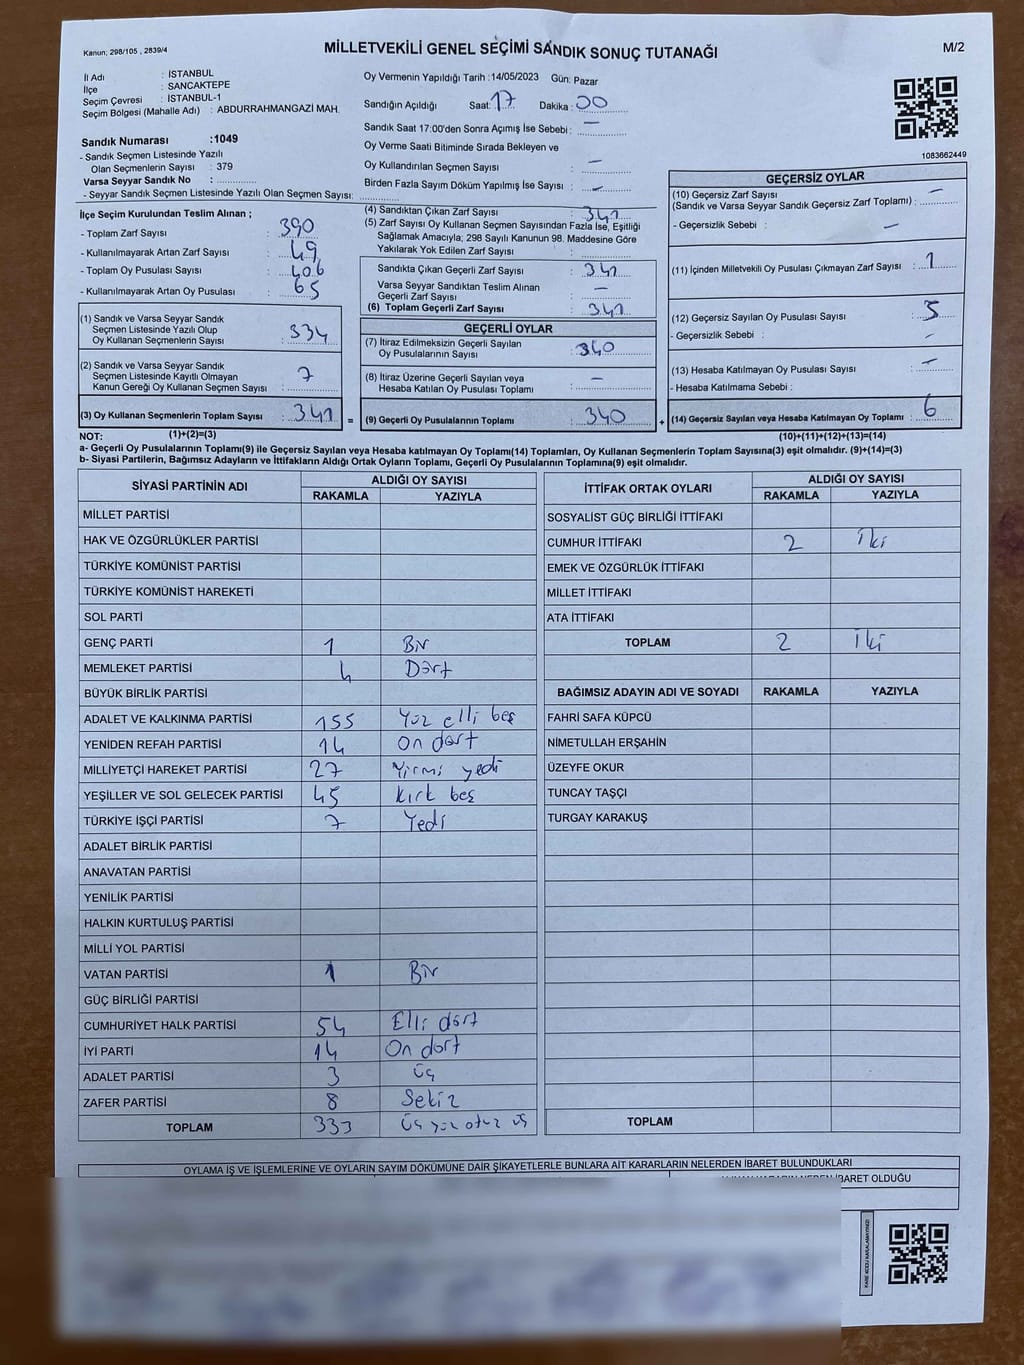 Kanun; 298/105 , 2839/4
MİLLETVEKİLİ GENEL SEÇİMİ SANDIK SONUÇ TUTANAĞI
M/2
İl Adı : İSTANBUL
İlçe : SANCAKTEPE
Seçim Çevresi : İSTANBUL-1
Seçim Bölgesi (Mahalle Adı) : ABDURRAHMANGAZİ MAH.
Sandık Numarası :1049
- Sandık Seçmen Listesinde Yazılı
Olan Seçmenlerin Sayısı : 379
Varsa Seyyar Sandık No :
- Seyyar Sandık Seçmen Listesinde Yazılı Olan Seçmen Sayısı:
Oy Vermenin Yapıldığı Tarih :14/05/2023 Gün: Pazar
Sandığın Açıldığı Saat: 17 Dakika : 00
Sandık Saat 17:00'den Sonra Açımış İse Sebebi : —
Oy Verme Saati Bitiminde Sırada Bekleyen ve
Oy Kullandırılan Seçmen Sayısı : —
Birden Fazla Sayım Döküm Yapılmış İse Sayısı : —
1083662449
İlçe Seçim Kurulundan Teslim Alınan ;
- Toplam Zarf Sayısı : 390
- Kullanılmayarak Artan Zarf Sayısı : 49
- Toplam Oy Pusulası Sayısı : 406
- Kullanılmayarak Artan Oy Pusulası : 65
(1) Sandık ve Varsa Seyyar Sandık
Seçmen Listesinde Yazılı Olup
Oy Kullanan Seçmenlerin Sayısı : 334
(2) Sandık ve Varsa Seyyar Sandık
Seçmen Listesinde Kayıtlı Olmayan
Kanun Gereği Oy Kullanan Seçmen Sayısı : 7
(3) Oy Kullanan Seçmenlerin Toplam Sayısı : 341
(4) Sandıktan Çıkan Zarf Sayısı : 341
(5) Zarf Sayısı Oy Kullanan Seçmen Sayısından Fazla İse, Eşitliği
Sağlamak Amacıyla; 298 Sayılı Kanunun 98. Maddesine Göre
Yakılarak Yok Edilen Zarf Sayısı :
Sandıkta Çıkan Geçerli Zarf Sayısı : 341
Varsa Seyyar Sandıktan Teslim Alınan
Geçerli Zarf Sayısı : —
(6) Toplam Geçerli Zarf Sayısı : 341
GEÇERLİ OYLAR
(7) İtiraz Edilmeksizin Geçerli Sayılan
Oy Pusulalarının Sayısı : 340
(8) İtiraz Üzerine Geçerli Sayılan veya
Hesaba Katılan Oy Pusulası Toplamı : —
= (9) Geçerli Oy Pusulalarının Toplamı : 340
GEÇERSİZ OYLAR
(10) Geçersiz Zarf Sayısı
(Sandık ve Varsa Seyyar Sandık Geçersiz Zarf Toplamı) : —
- Geçersizlik Sebebi : —
(11) İçinden Milletvekili Oy Pusulası Çıkmayan Zarf Sayısı : 1
(12) Geçersiz Sayılan Oy Pusulası Sayısı : 5
- Geçersizlik Sebebi : —
(13) Hesaba Katılmayan Oy Pusulası Sayısı : —
- Hesaba Katılmama Sebebi :
+ (14) Geçersiz Sayılan veya Hesaba Katılmayan Oy Toplamı : 6
NOT: (1)+(2)=(3)
(10)+(11)+(12)+(13)=(14)
a- Geçerli Oy Pusulalarının Toplamı(9) ile Geçersiz Sayılan veya Hesaba katılmayan Oy Toplamı(14) Toplamları, Oy Kullanan Seçmenlerin Toplam Sayısına(3) eşit olmalıdır. (9)+(14)=(3)
b- Siyasi Partilerin, Bağımsız Adayların ve İttifakların Aldığı Ortak Oyların Toplamı, Geçerli Oy Pusulalarının Toplamına(9) eşit olmalıdır.
SİYASİ PARTİNİN ADI ALDIĞI OY SAYISI
RAKAMLA YAZIYLA
MİLLET PARTİSİ
HAK VE ÖZGÜRLÜKLER PARTİSİ
TÜRKİYE KOMÜNİST PARTİSİ
TÜRKİYE KOMÜNİST HAREKETİ
SOL PARTİ
GENÇ PARTİ 1 Bir
MEMLEKET PARTİSİ 4 Dört
BÜYÜK BİRLİK PARTİSİ
ADALET VE KALKINMA PARTİSİ 155 Yüz elli beş
YENİDEN REFAH PARTİSİ 14 On dört
MİLLİYETÇİ HAREKET PARTİSİ 27 Yirmi yedi
YEŞİLLER VE SOL GELECEK PARTİSİ 45 Kırk beş
TÜRKİYE İŞÇİ PARTİSİ 7 Yedi
ADALET BİRLİK PARTİSİ
ANAVATAN PARTİSİ
YENİLİK PARTİSİ
HALKIN KURTULUŞ PARTİSİ
MİLLİ YOL PARTİSİ
VATAN PARTİSİ 1 Bir
GÜÇ BİRLİĞİ PARTİSİ
CUMHURİYET HALK PARTİSİ 54 Elli dört
İYİ PARTİ 14 On dört
ADALET PARTİSİ 3 üç
ZAFER PARTİSİ 8 Sekiz
TOPLAM 333 üç yüz otuz üç
İTTİFAK ORTAK OYLARI ALDIĞI OY SAYISI
RAKAMLA YAZIYLA
SOSYALİST GÜÇ BİRLİĞİ İTTİFAKI
CUMHUR İTTİFAKI 2 iki
EMEK VE ÖZGÜRLÜK İTTİFAKI
MİLLET İTTİFAKI
ATA İTTİFAKI
TOPLAM 2 iki
BAĞIMSIZ ADAYIN ADI VE SOYADI RAKAMLA YAZIYLA
FAHRİ SAFA KÜPCÜ
NİMETULLAH ERŞAHİN
ÜZEYFE OKUR
TUNCAY TAŞÇI
TURGAY KARAKUŞ
TOPLAM
OYLAMA İŞ VE İŞLEMLERİNE VE OYLARIN SAYIM DÖKÜMÜNE DAİR ŞİKAYETLERLE BUNLARA AİT KARARLARIN NELERDEN İBARET BULUNDUKLARI
İBARET OLDUĞU